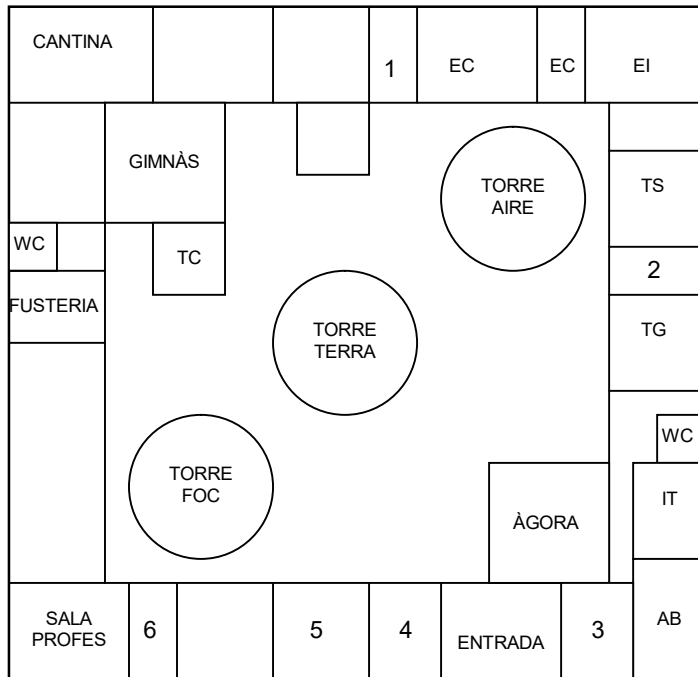 CANTINA
1
EC
EC
EI
GIMNÀS
TORRE
AIRE
TS
WC
TC
2
FUSTERIA
TORRE
TERRA
TG
WC
TORRE
FOC
ÀGORA
IT
SALA
PROFES
6
5
4
ENTRADA
3
AB